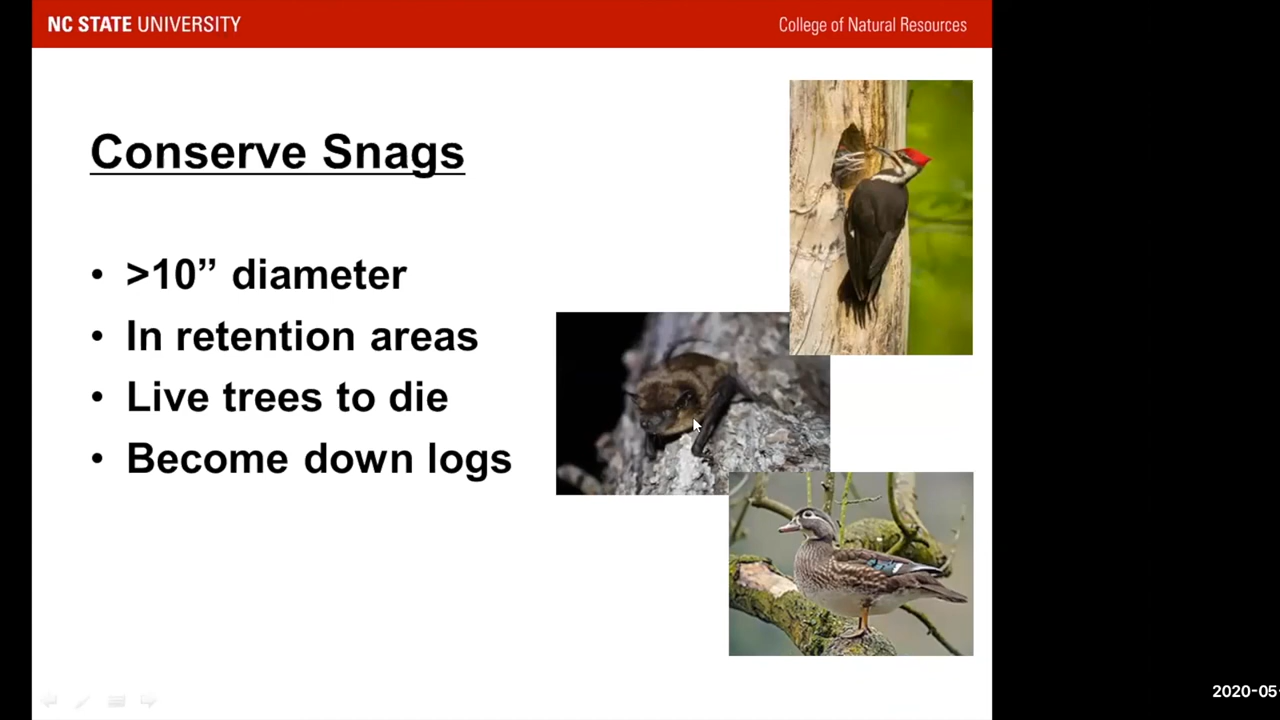 NC STATE UNIVERSITY
College of Natural Resources
Conserve Snags
• >10” diameter
• In retention areas
• Live trees to die
• Become down logs
2020-05-